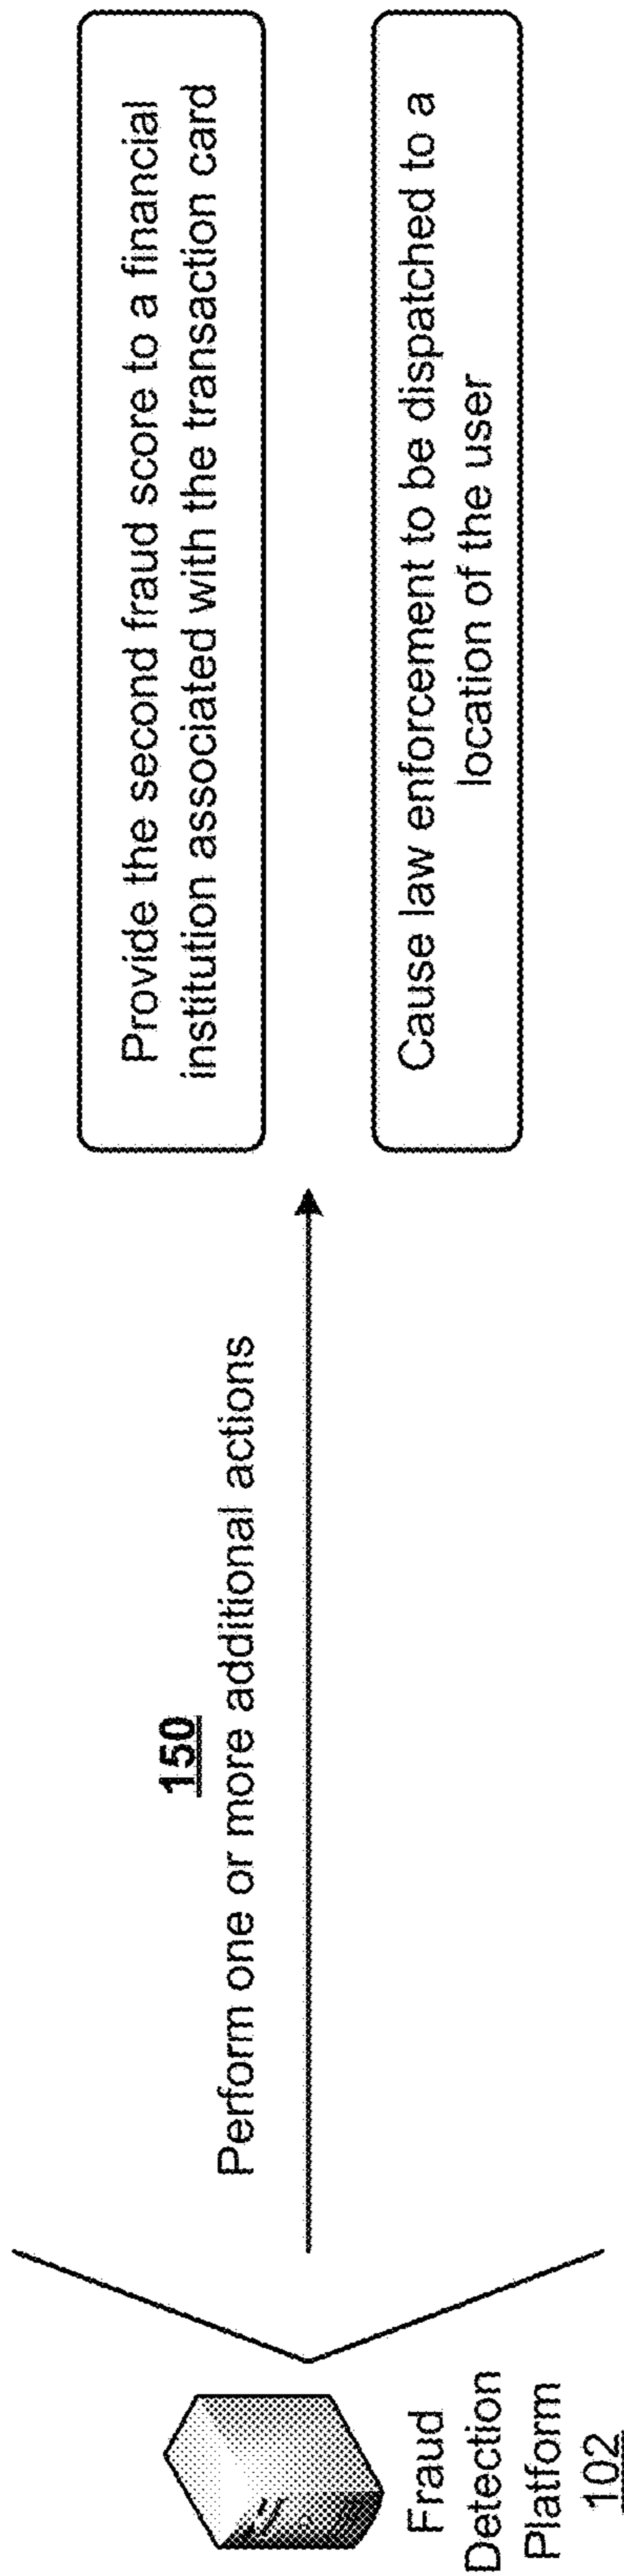 Fraud
Detection
Platform
102
150
Perform one or more additional actions
Provide the second fraud score to a financial
institution associated with the transaction card
Cause law enforcement to be dispatched to a
location of the user